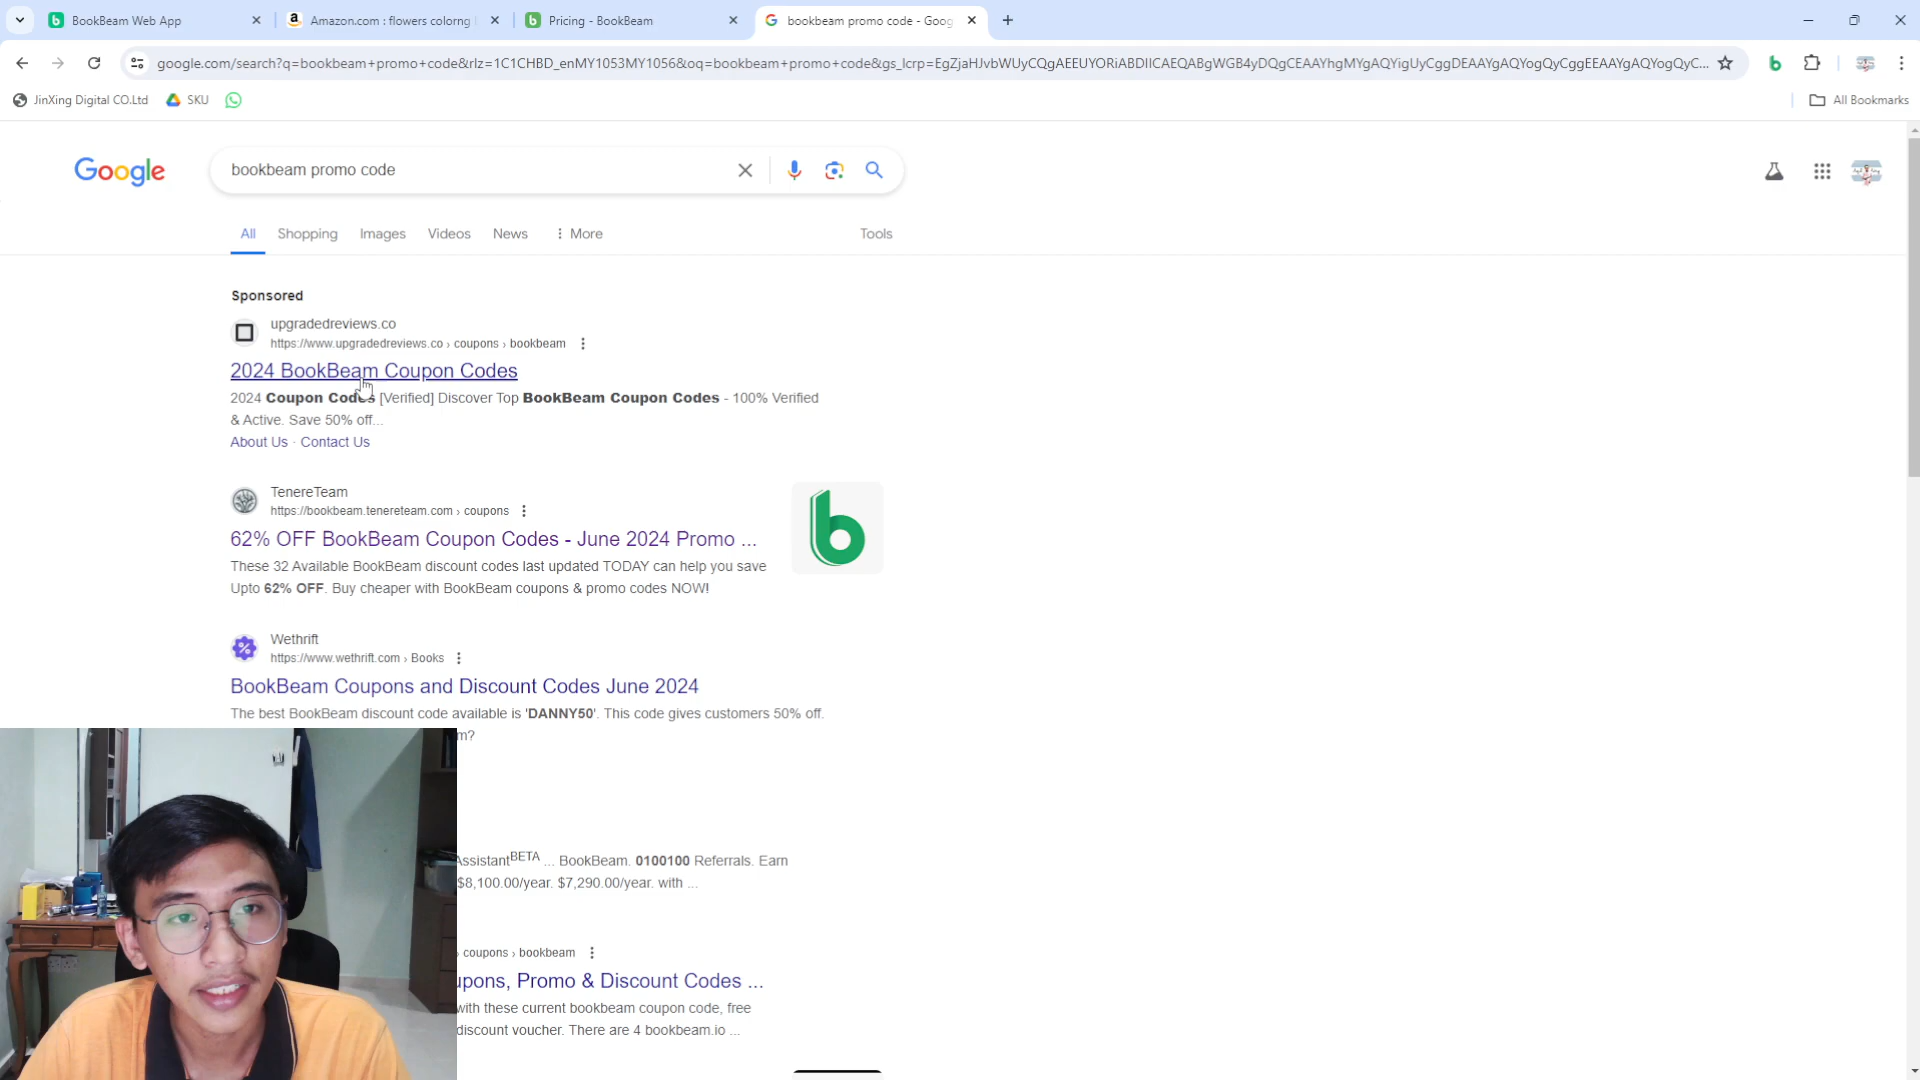 BookBeam Web App
Amazon.com : flowers colorng
Pricing - BookBeam
bookbeam promo code - Goog
google.com/search?q=bookbeam+promo+code&rlz=1C1CHBD_enMY1053MY1056&oq=bookbeam+promo+code&gs_lcrp=EgZjaHJvbWUyCQgAEEUYORiABDIICAEQABgWGB4yDQgCEAAYhgMYgAQYigUyCggDEAAYgAQYogQyCggEEAAYgAQYogQyC...
JinXing Digital CO.Ltd
SKU
All Bookmarks
Google
bookbeam promo code
All
Shopping
Images
Videos
News
More
Tools
Sponsored
upgradedreviews.co
https://www.upgradedreviews.co › coupons › bookbeam
2024 BookBeam Coupon Codes
2024 Coupon Codes [Verified] Discover Top BookBeam Coupon Codes - 100% Verified
& Active. Save 50% off...
About Us · Contact Us
TenereTeam
https://bookbeam.tenereteam.com › coupons
62% OFF BookBeam Coupon Codes - June 2024 Promo ...
These 32 Available BookBeam discount codes last updated TODAY can help you save
Upto 62% OFF. Buy cheaper with BookBeam coupons & promo codes NOW!
Wethrift
https://www.wethrift.com › Books
BookBeam Coupons and Discount Codes June 2024
The best BookBeam discount code available is 'DANNY50'. This code gives customers 50% off.
m?
Assistant BETA ... BookBeam. 0100100 Referrals. Earn
$8,100.00/year. $7,290.00/year. with ...
› coupons › bookbeam
upons, Promo & Discount Codes ...
with these current bookbeam coupon code, free
discount voucher. There are 4 bookbeam.io ...